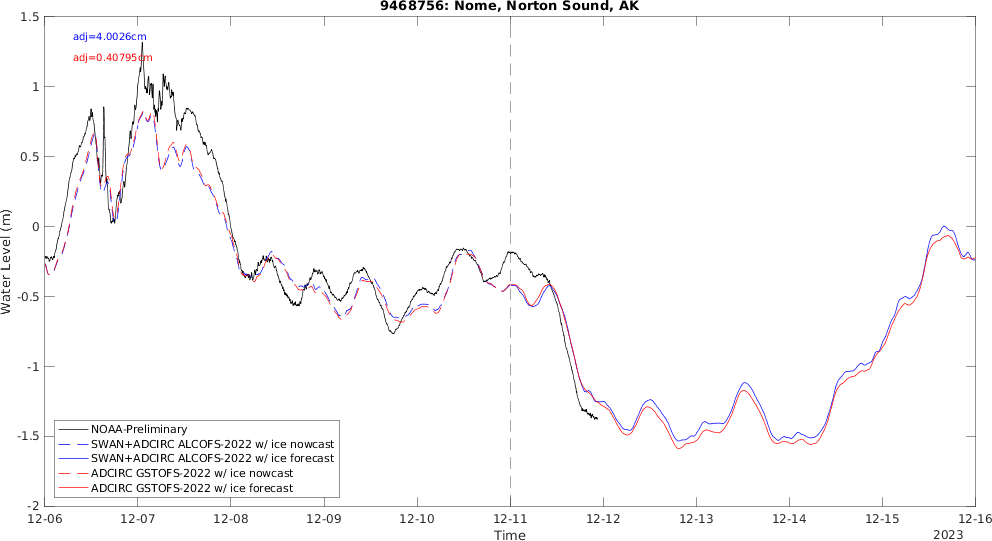 9468756: Nome, Norton Sound, AK
adj=4.0026cm
adj=0.40795cm
Water Level (m)
1.5
1
0.5
0
-0.5
-1
-1.5
-2
NOAA-Preliminary
SWAN+ADCIRC ALCOFS-2022 w/ ice nowcast
SWAN+ADCIRC ALCOFS-2022 w/ ice forecast
ADCIRC GSTOFS-2022 w/ ice nowcast
ADCIRC GSTOFS-2022 w/ ice forecast
12-06 12-07 12-08 12-09 12-10 12-11 12-12 12-13 12-14 12-15 12-16
Time
2023